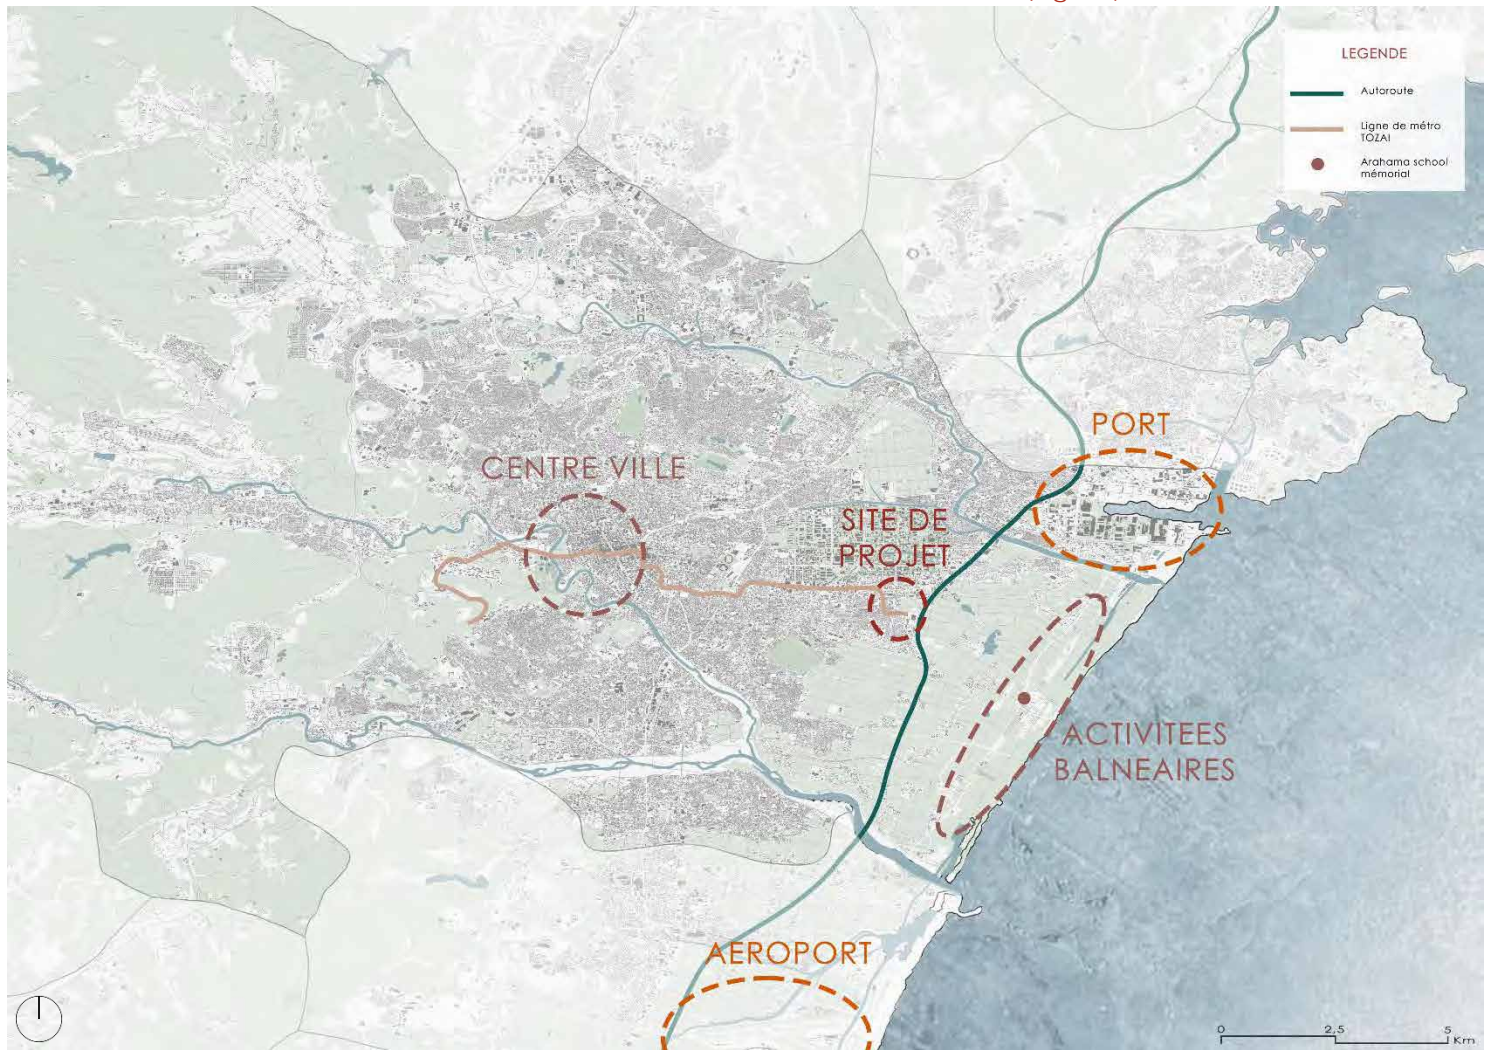 LEGENDE
Autoroute
Ligne de métro
TOZAI
Arahama school
mémorial
PORT
CENTRE VILLE
SITE DE
PROJET
ACTIVITEES
BALNEAIRES
AEROPORT
0 2,5 5
Km